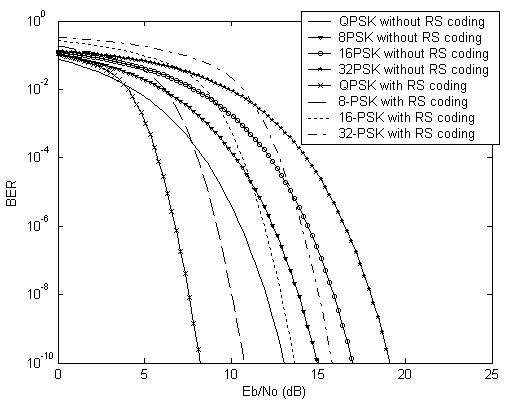 QPSK without RS coding
8PSK without RS coding
16PSK without RS coding
32PSK without RS coding
QPSK with RS coding
8-PSK with RS coding
16-PSK with RS coding
32-PSK with RS coding
10^0
10^-2
10^-4
10^-6
10^-8
10^-10
BER
0 5 10 15 20 25
Eb/No (dB)